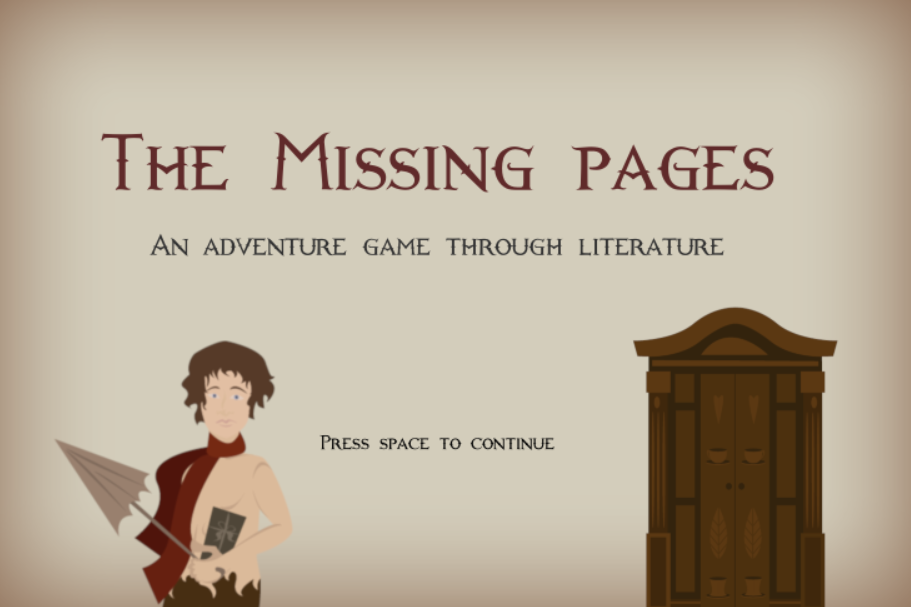 The Missing pages
An adventure game through literature
Press space to continue